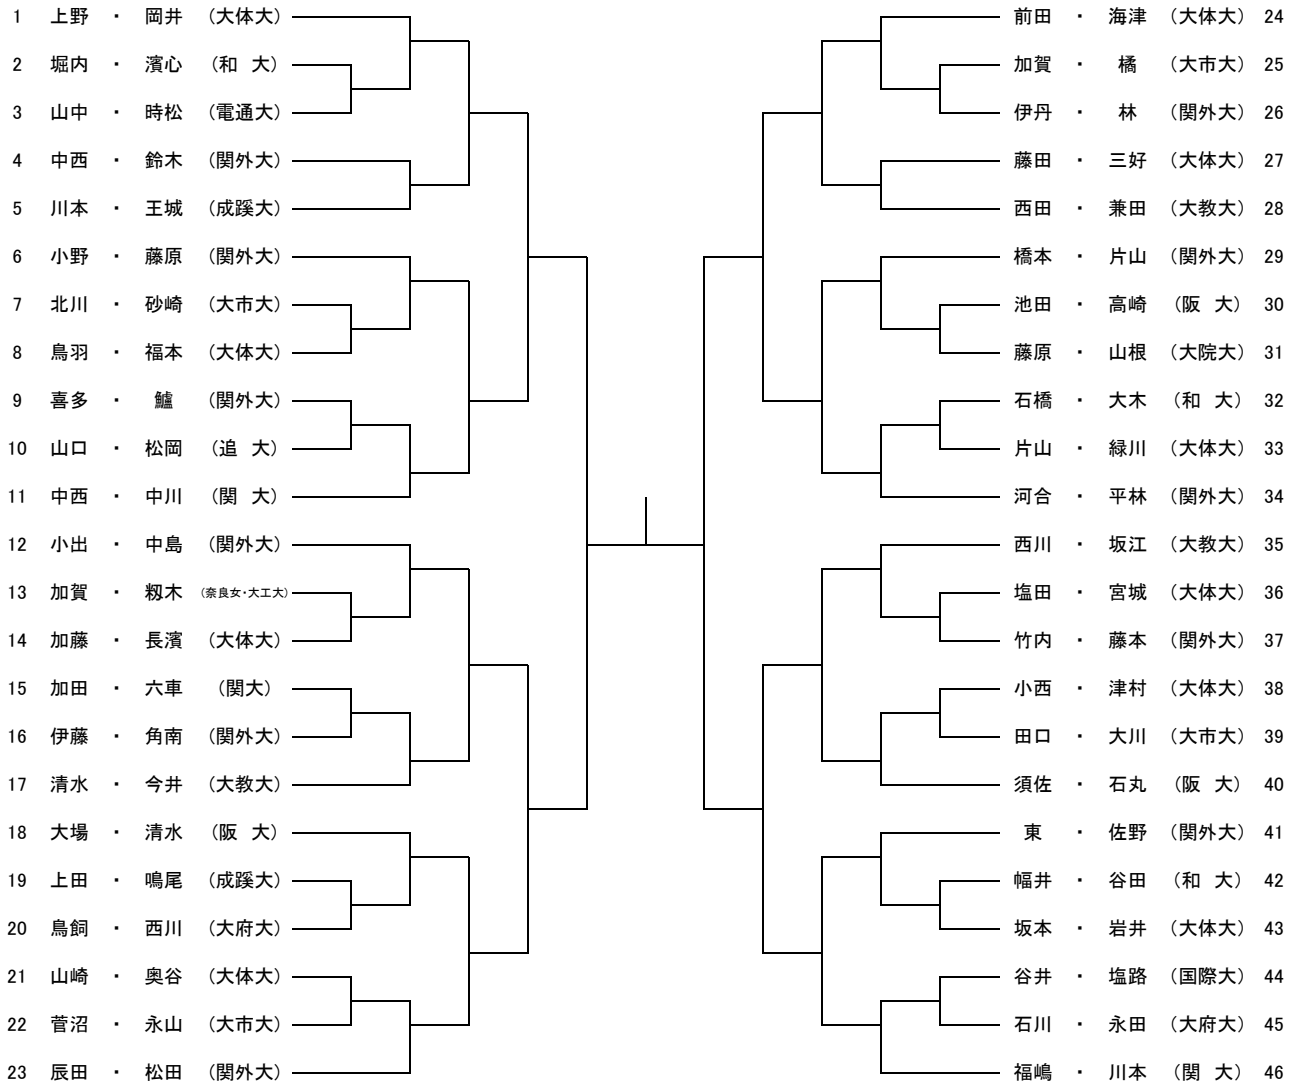 1 上野 ・ 岡井 (大体大) 前田 ・ 海津 (大体大) 24
2 堀内 ・ 濱心 (和 大) 加賀 ・ 橘 (大市大) 25
3 山中 ・ 時松 (電通大) 伊丹 ・ 林 (関外大) 26
4 中西 ・ 鈴木 (関外大) 藤田 ・ 三好 (大体大) 27
5 川本 ・ 王城 (成蹊大) 西田 ・ 兼田 (大教大) 28
6 小野 ・ 藤原 (関外大) 橋本 ・ 片山 (関外大) 29
7 北川 ・ 砂崎 (大市大) 池田 ・ 高崎 (阪 大) 30
8 鳥羽 ・ 福本 (大体大) 藤原 ・ 山根 (大院大) 31
9 喜多 ・ 鱸 (関外大) 石橋 ・ 大木 (和 大) 32
10 山口 ・ 松岡 (追 大) 片山 ・ 緑川 (大体大) 33
11 中西 ・ 中川 (関 大) 河合 ・ 平林 (関外大) 34
12 小出 ・ 中島 (関外大) 西川 ・ 坂江 (大教大) 35
13 加賀 ・ 籾木 (奈良女・大工大) 塩田 ・ 宮城 (大体大) 36
14 加藤 ・ 長濱 (大体大) 竹内 ・ 藤本 (関外大) 37
15 加田 ・ 六車 (関大) 小西 ・ 津村 (大体大) 38
16 伊藤 ・ 角南 (関外大) 田口 ・ 大川 (大市大) 39
17 清水 ・ 今井 (大教大) 須佐 ・ 石丸 (阪 大) 40
18 大場 ・ 清水 (阪 大) 東 ・ 佐野 (関外大) 41
19 上田 ・ 鳴尾 (成蹊大) 幅井 ・ 谷田 (和 大) 42
20 鳥飼 ・ 西川 (大府大) 坂本 ・ 岩井 (大体大) 43
21 山崎 ・ 奥谷 (大体大) 谷井 ・ 塩路 (国際大) 44
22 菅沼 ・ 永山 (大市大) 石川 ・ 永田 (大府大) 45
23 辰田 ・ 松田 (関外大) 福嶋 ・ 川本 (関 大) 46